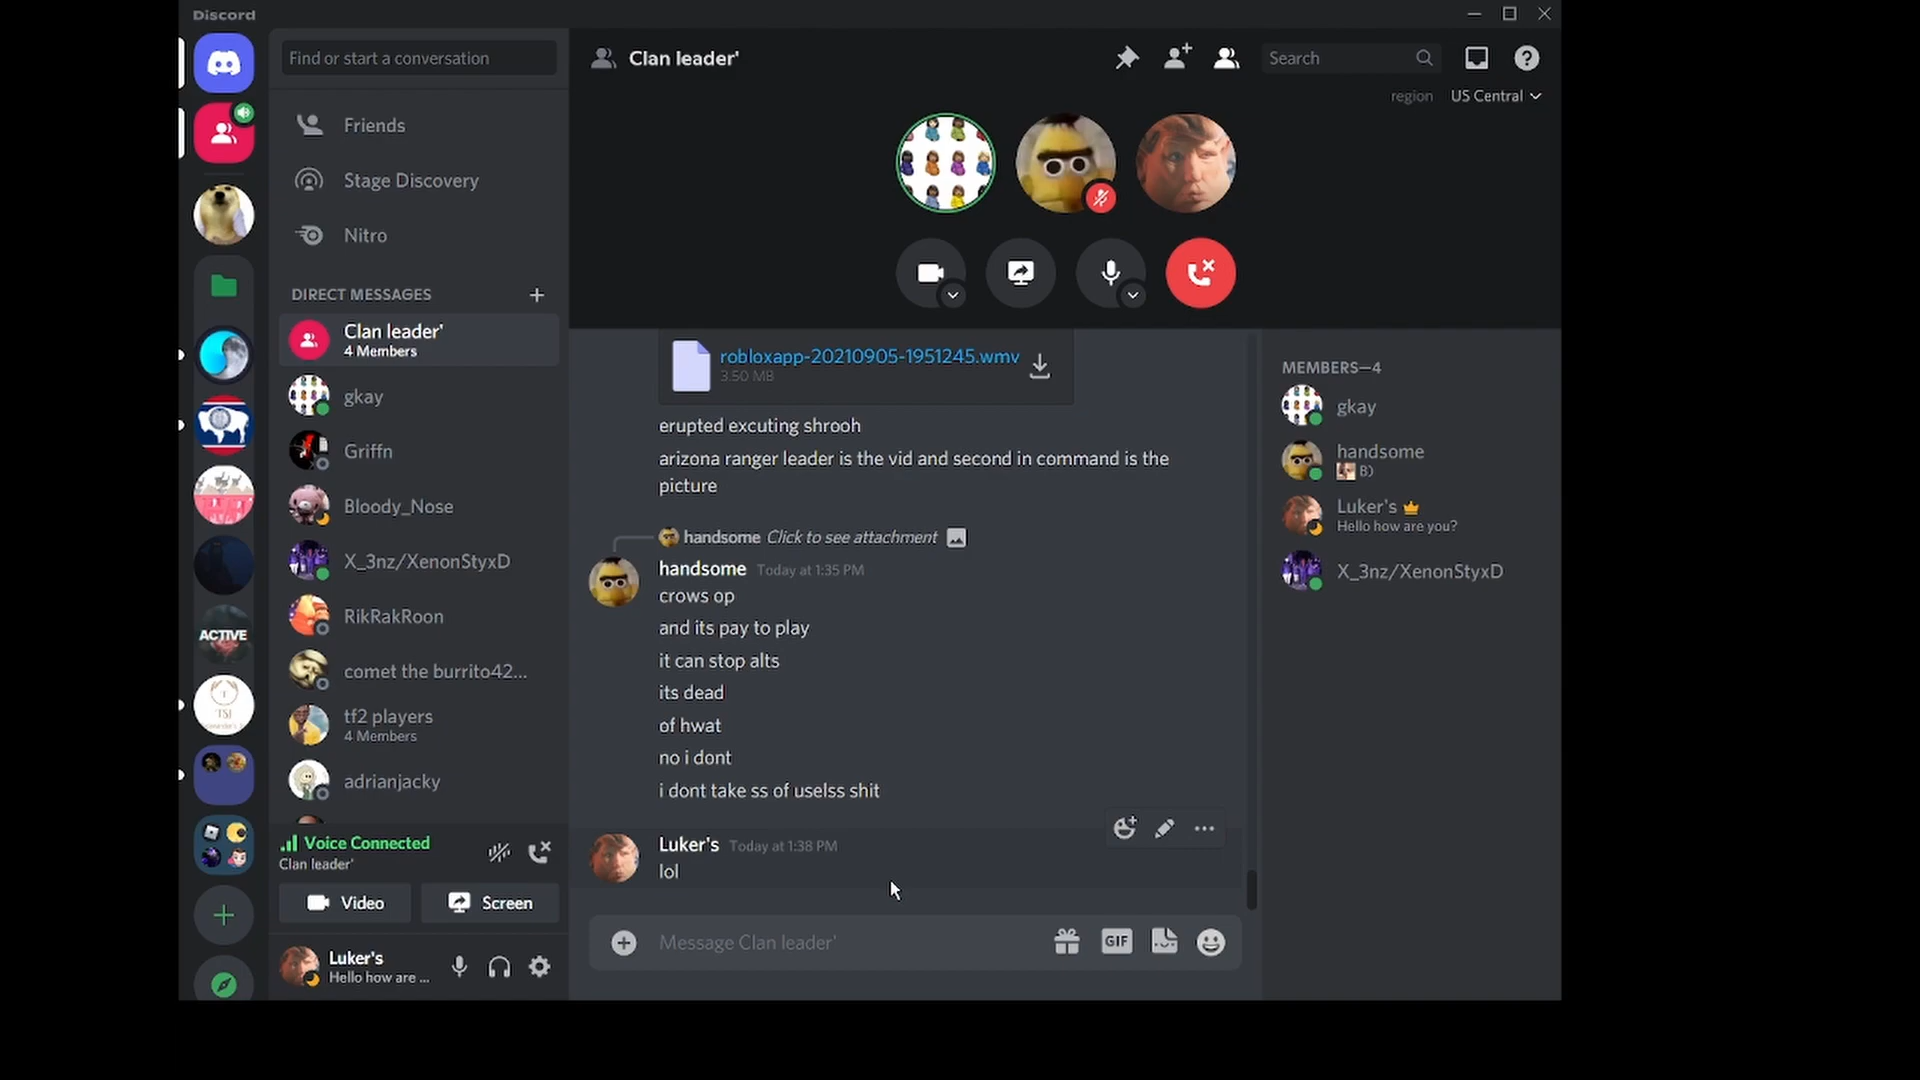 Discord
Find or start a conversation
Friends
Stage Discovery
Nitro
DIRECT MESSAGES
Clan leader'
4 Members
gkay
Griffn
Bloody_Nose
X_3nz/XenonStyxD
RikRakRoon
comet the burrito42...
tf2 players
4 Members
adrianjacky
ACTIVE
TSI
Voice Connected
Clan leader'
Video
Screen
Luker's
Hello how are ...
Clan leader'
Search
region US Central
robloxapp-20210905-1951245.wmv
3.50 MB
erupted excuting shrooh
arizona ranger leader is the vid and second in command is the
picture
handsome Click to see attachment
handsome Today at 1:35 PM
crows op
and its pay to play
it can stop alts
its dead
of hwat
no i dont
i dont take ss of uselss shit
Luker's Today at 1:38 PM
lol
Message Clan leader'
GIF
MEMBERS—4
gkay
handsome
B)
Luker's
Hello how are you?
X_3nz/XenonStyxD